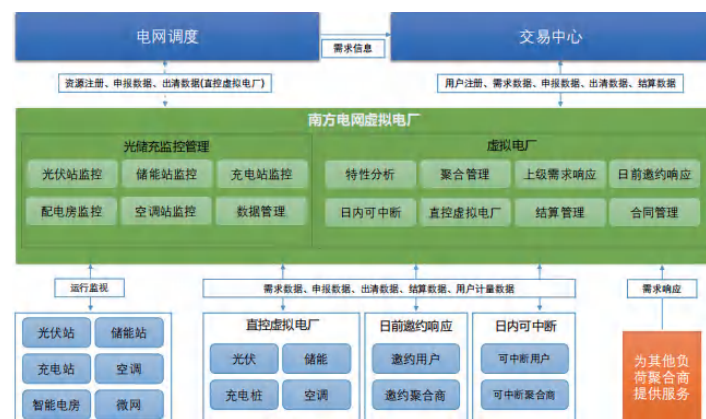 电网调度
需求信息
交易中心
资源注册、申报数据、出清数据(直控虚拟电厂)
用户注册、需求数据、申报数据、出清数据、结算数据
南方电网虚拟电厂
光储充监控管理
光伏站监控
储能站监控
充电站监控
配电房监控
空调站监控
数据管理
虚拟电厂
特性分析
聚合管理
上级需求响应
日前邀约响应
日内可中断
直控虚拟电厂
结算管理
合同管理
运行监视
需求数据、申报数据、出清数据、结算数据、用户计量数据
需求响应
光伏站
储能站
充电站
空调
智能电房
微网
直控虚拟电厂
光伏
储能
充电桩
空调
日前邀约响应
邀约用户
邀约聚合商
日内可中断
可中断用户
可中断聚合商
为其他负
荷聚合商
提供服务